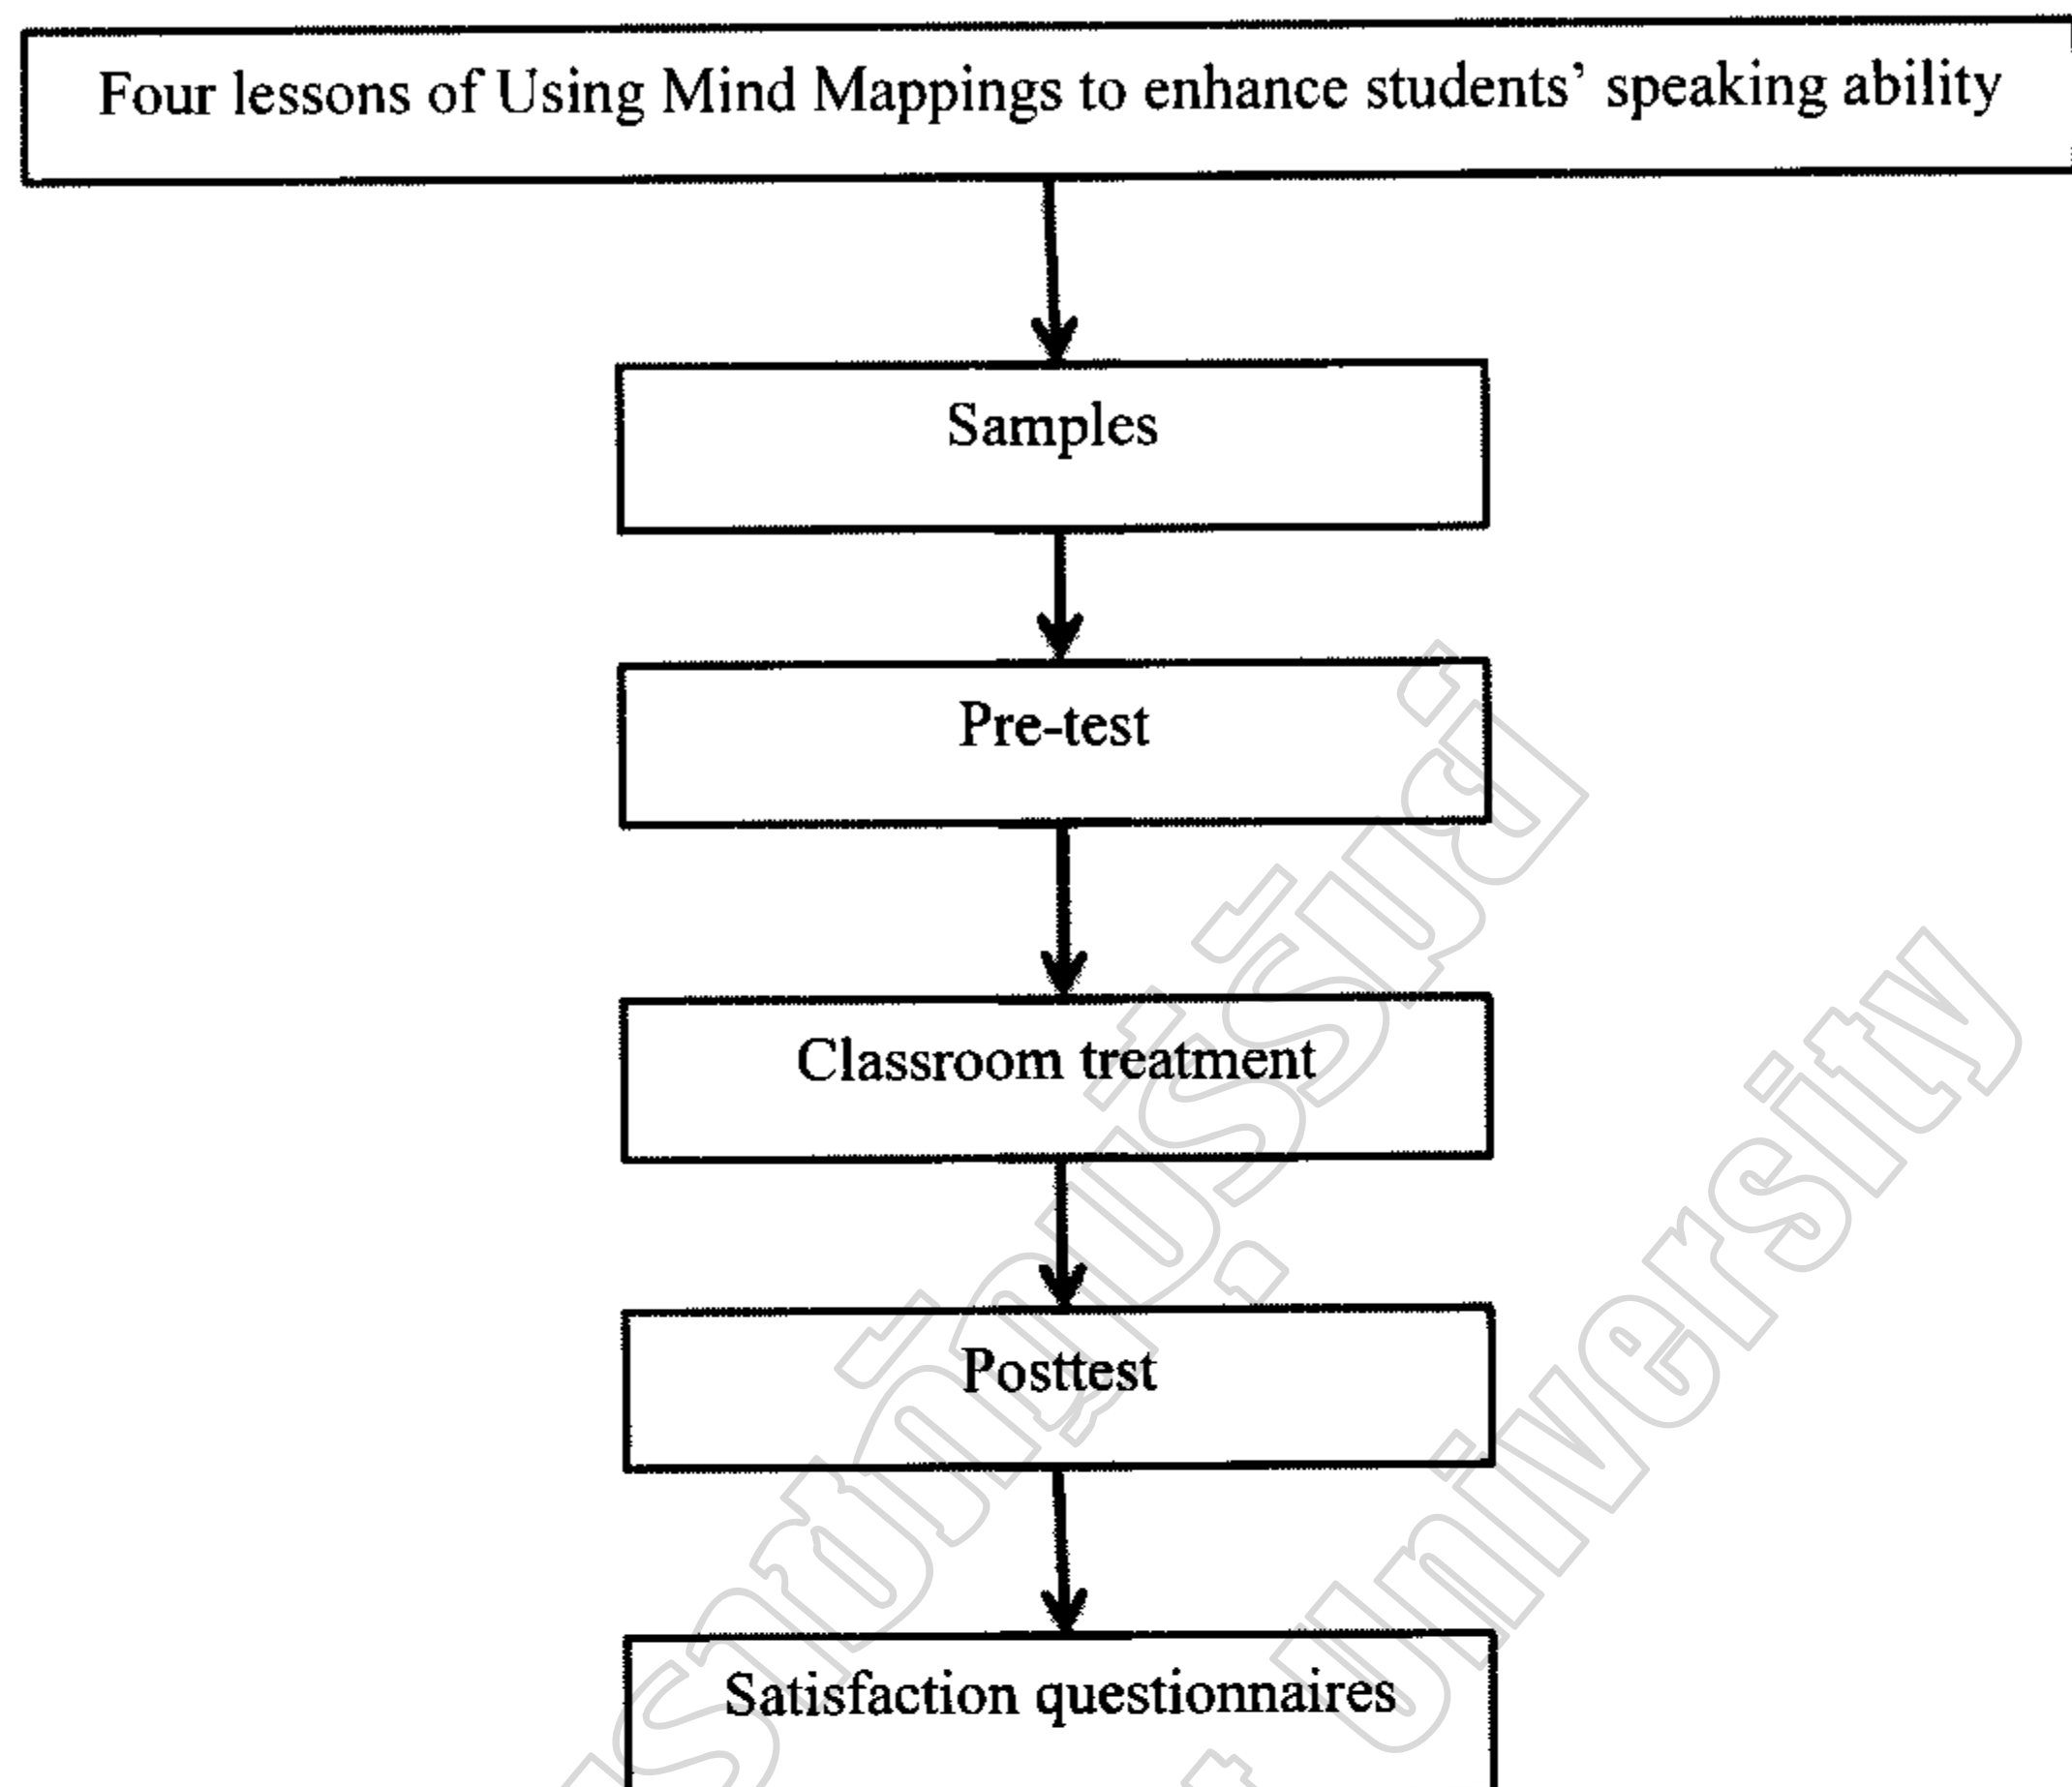 Four lessons of Using Mind Mappings to enhance students’ speaking ability
Samples
Pre-test
Classroom treatment
Posttest
Satisfaction questionnaires
University